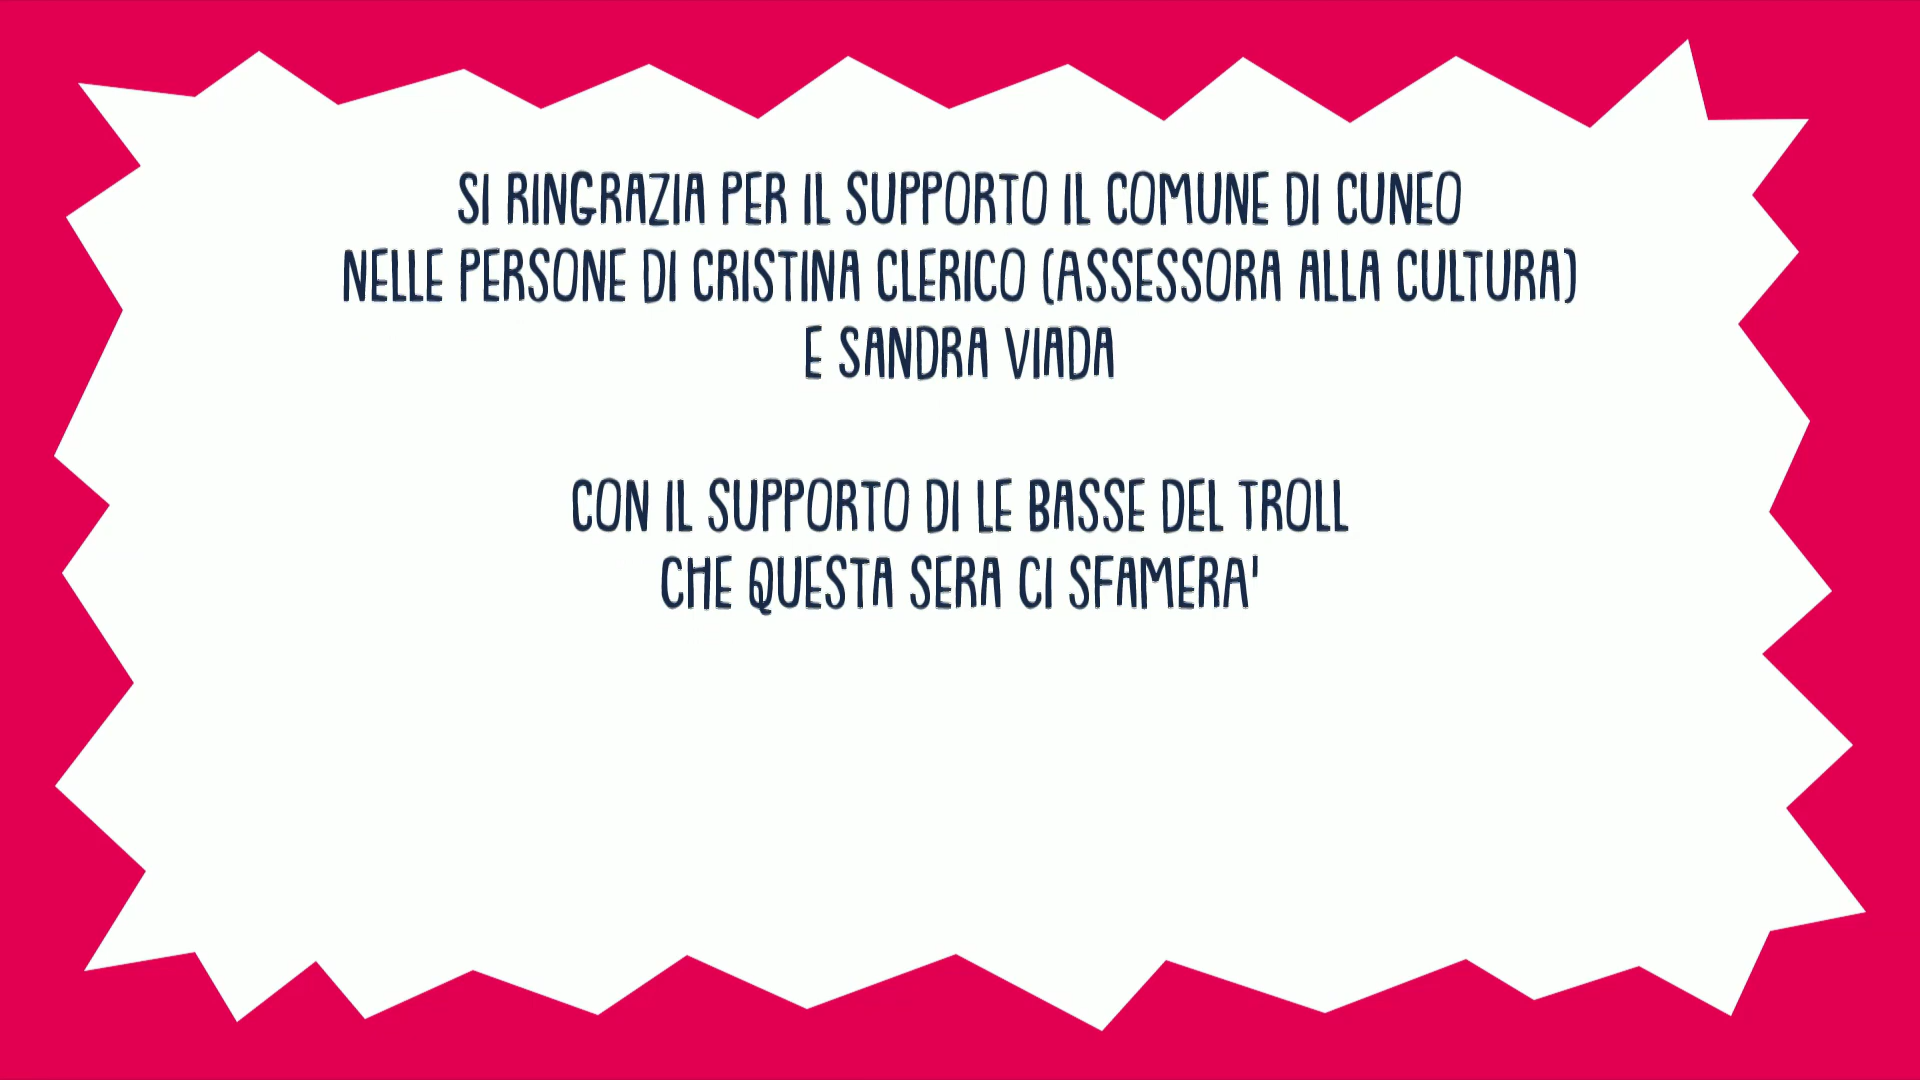 SI RINGRAZIA PER IL SUPPORTO IL COMUNE DI CUNEO
NELLE PERSONE DI CRISTINA CLERICO (ASSESSORA ALLA CULTURA)
E SANDRA VIADA
CON IL SUPPORTO DI LE BASSE DEL TROLL
CHE QUESTA SERA CI SFAMERA'